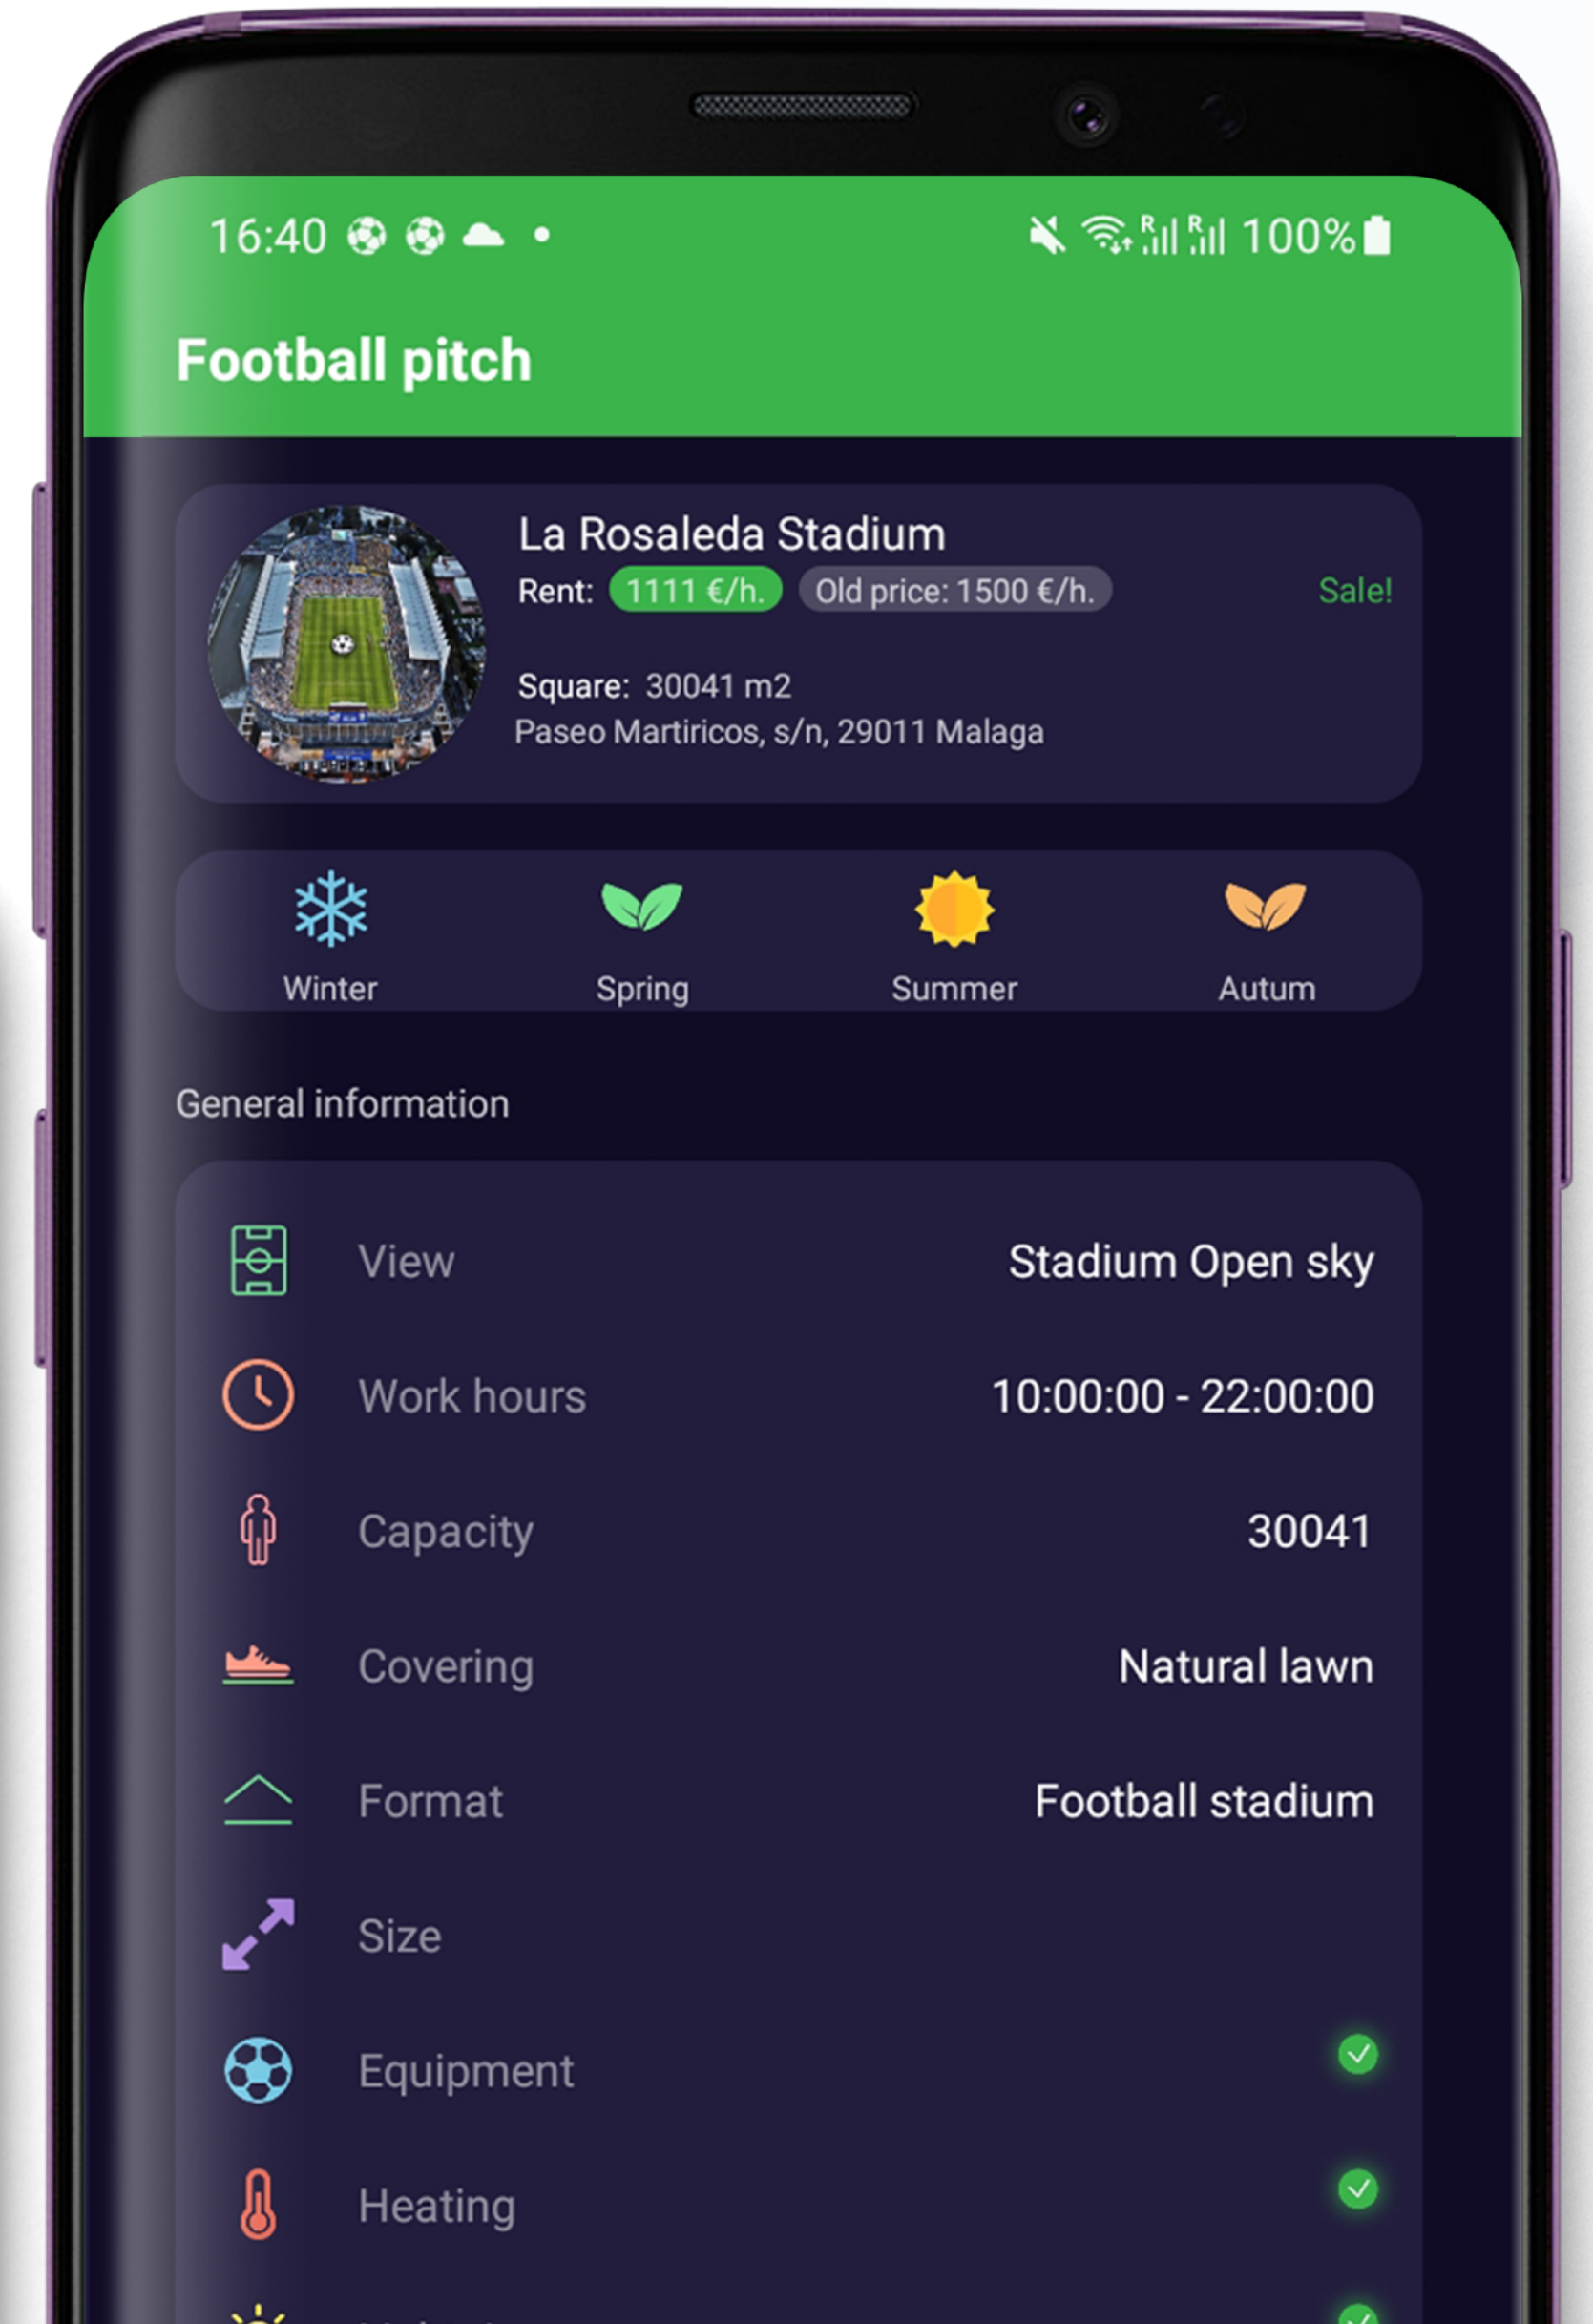 16:40 100%
Football pitch
La Rosaleda Stadium
Rent: 1111 €/h. Old price: 1500 €/h. Sale!
Square: 30041 m2
Paseo Martiricos, s/n, 29011 Malaga
Winter Spring Summer Autum
General information
View Stadium Open sky
Work hours 10:00:00 - 22:00:00
Capacity 30041
Covering Natural lawn
Format Football stadium
Size
Equipment
Heating